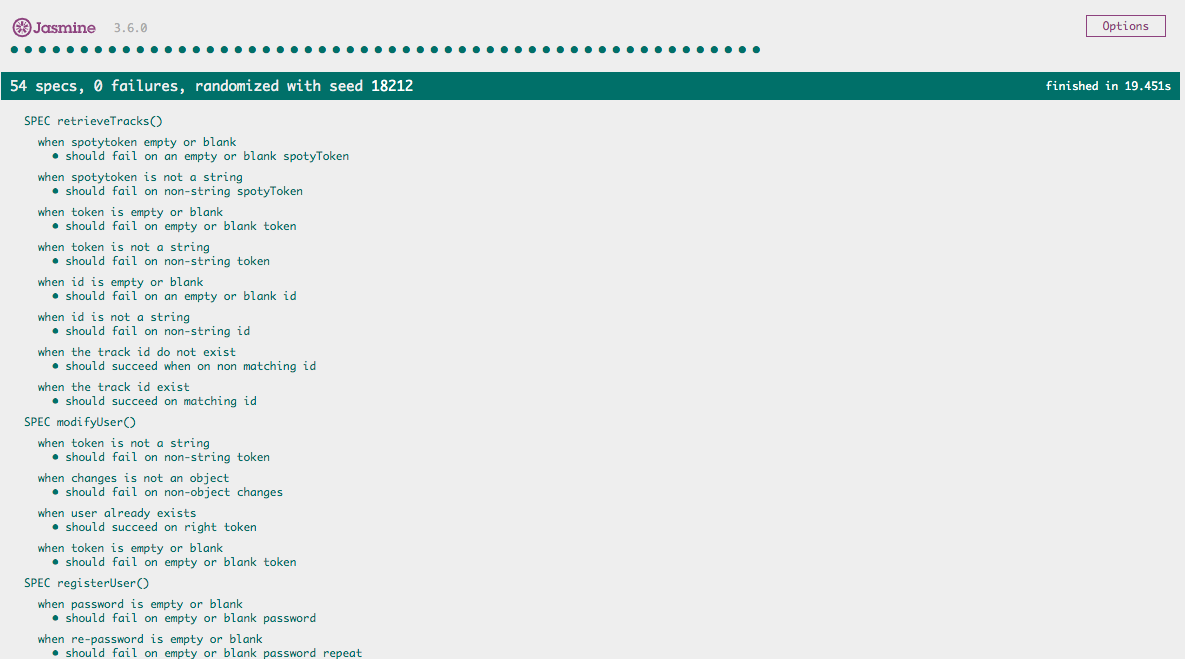 Jasmine 3.6.0 Options
54 specs, 0 failures, randomized with seed 18212 finished in 19.451s
SPEC retrieveTracks()
when spotytoken empty or blank
• should fail on an empty or blank spotyToken
when spotytoken is not a string
• should fail on non-string spotyToken
when token is empty or blank
• should fail on empty or blank token
when token is not a string
• should fail on non-string token
when id is empty or blank
• should fail on an empty or blank id
when id is not a string
• should fail on non-string id
when the track id do not exist
• should succeed when on non matching id
when the track id exist
• should succeed on matching id
SPEC modifyUser()
when token is not a string
• should fail on non-string token
when changes is not an object
• should fail on non-object changes
when user already exists
• should succeed on right token
when token is empty or blank
• should fail on empty or blank token
SPEC registerUser()
when password is empty or blank
• should fail on empty or blank password
when re-password is empty or blank
• should fail on empty or blank password repeat